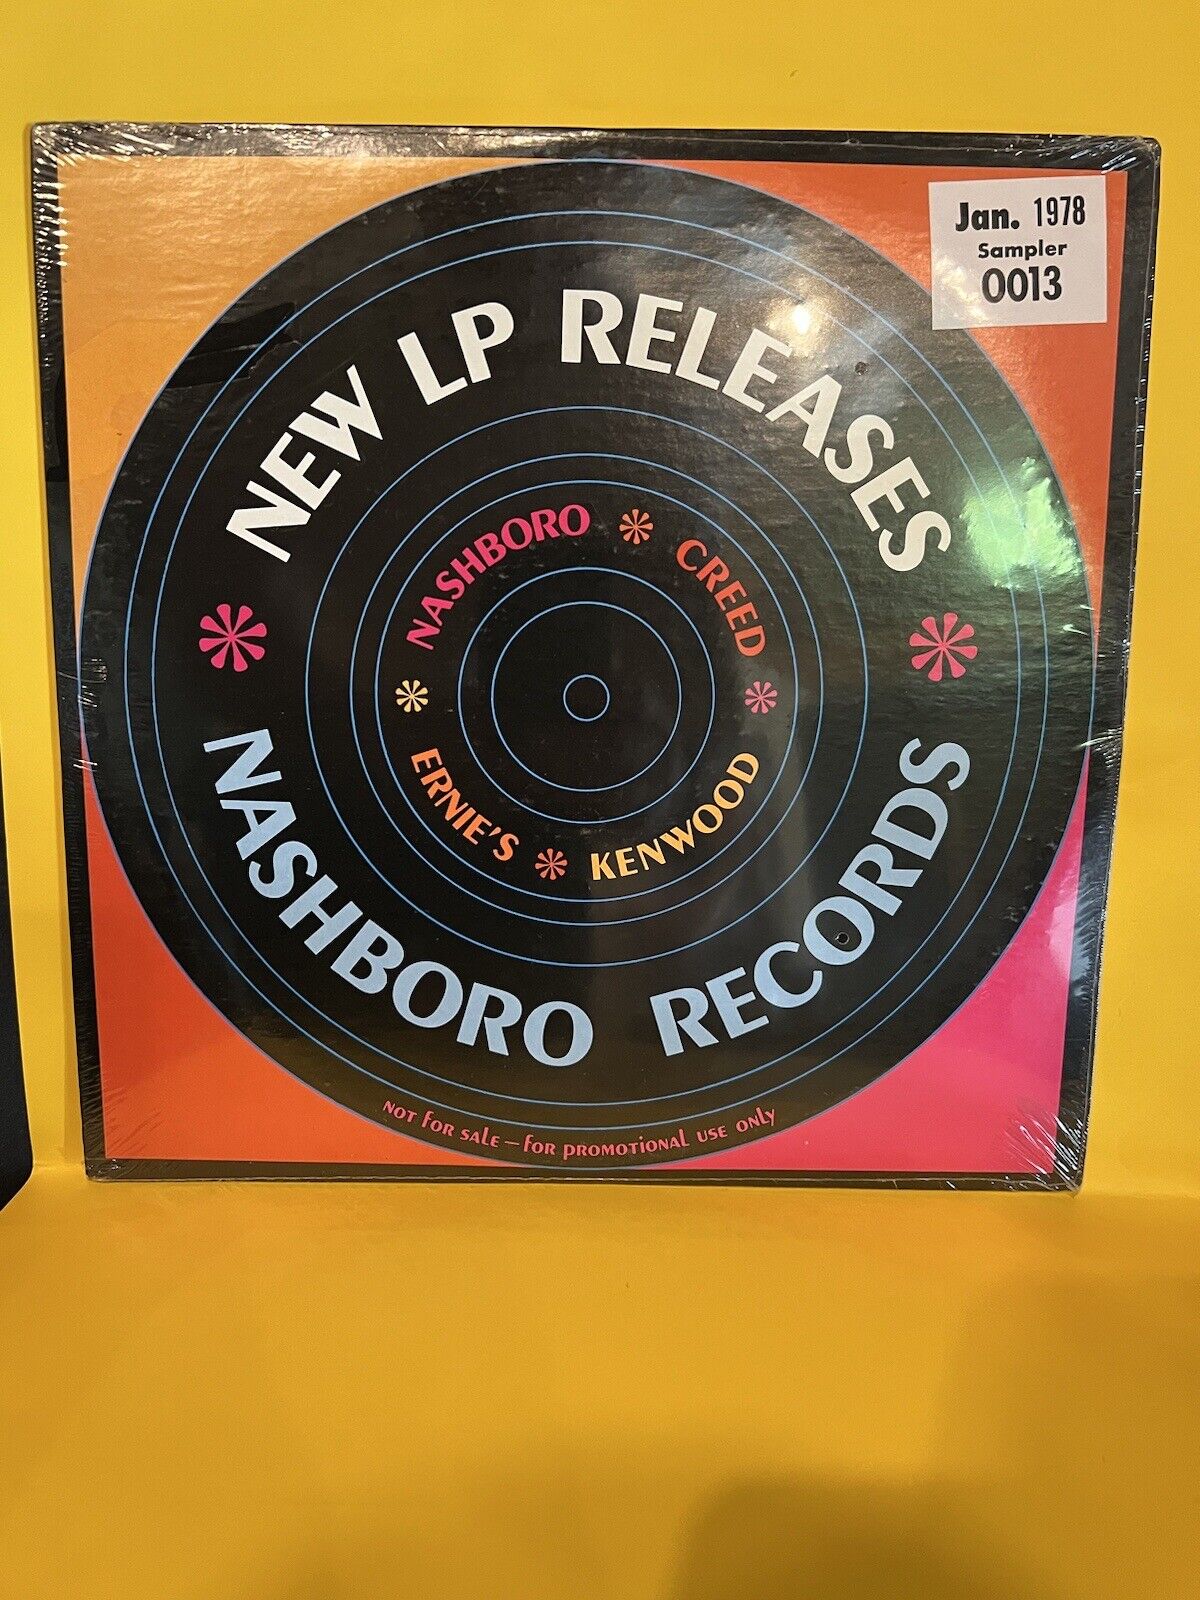 Jan. 1978
Sampler
0013
NEW LP RELEASES
NASHBORO
CREED
ERNIE'S
KENWOOD
NASHBORO RECORDS
NOT FOR SALE — FOR PROMOTIONAL USE ONLY